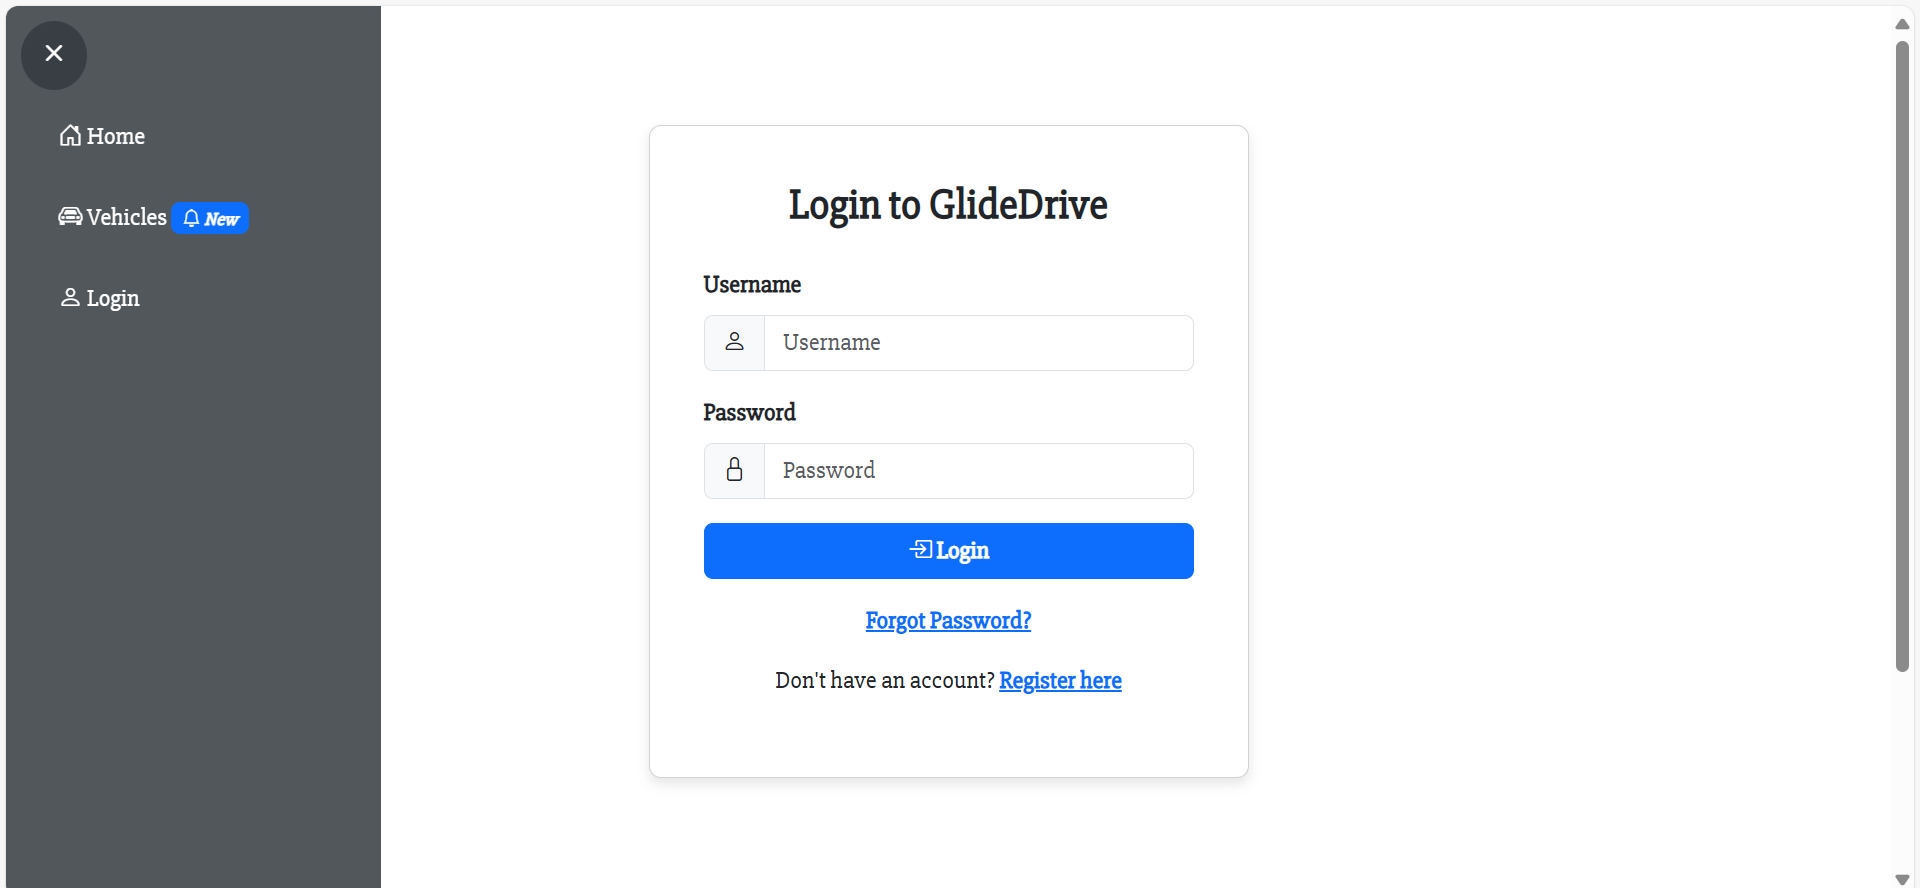 Home
Vehicles New
Login
Login to GlideDrive
Username
Username
Password
Password
Login
Forgot Password?
Don't have an account? Register here